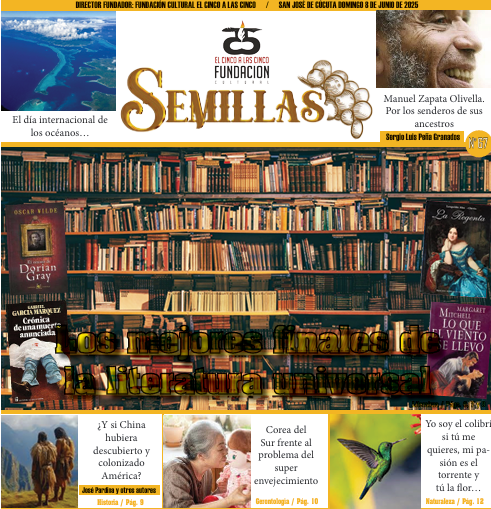 DIRECTOR FUNDADOR: FUNDACIÓN CULTURAL EL CINCO A LAS CINCO / SAN JOSÉ DE CÚCUTA DOMINGO 8 DE JUNIO DE 2025
El día internacional de
los océanos…
EL CINCO A LAS CINCO
FUNDACION
CULTURAL
SEMILLAS
Manuel Zapata Olivella.
Por los senderos de sus
ancestros
Sergio Luis Peña Granados
N° 157
OSCAR WILDE
DORIAN
GRAY
GABRIEL
GARCÍA MÁRQUEZ
Crónica
de una muerte
anunciada
La Regenta
MARGARET
MITCHELL
LO QUE
EL VIENTO
SE LLEVÓ
Los mejores finales de
la literatura universal
¿Y si China
hubiera
descubierto y
colonizado
América?
José Pardina y otros autores
Historia / Pág. 9
Corea del
Sur frente al
problema del
super
envejecimiento
Gerontología / Pág. 10
Yo soy el colibrí
si tú me
quieres, mi pa-
sión es el
torrente y
tú la flor…
Naturaleza / Pág. 12